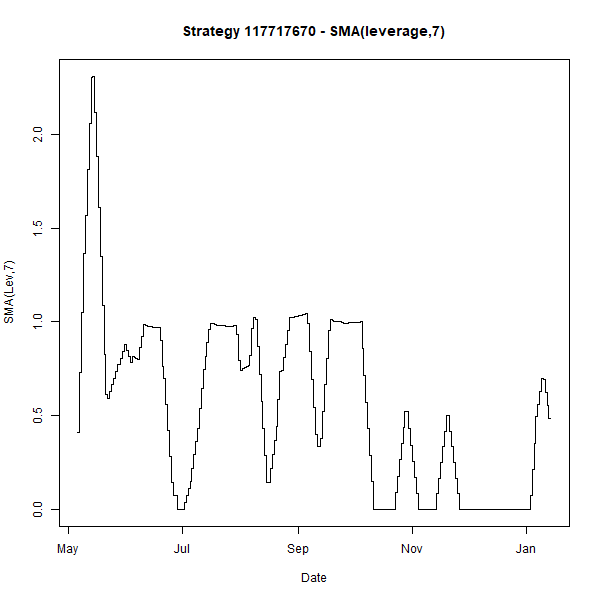 Strategy 117717670 - SMA(leverage,7)
SMA(Lev,7)
2.0
1.5
1.0
0.5
0.0
May Jul Sep Nov Jan
Date